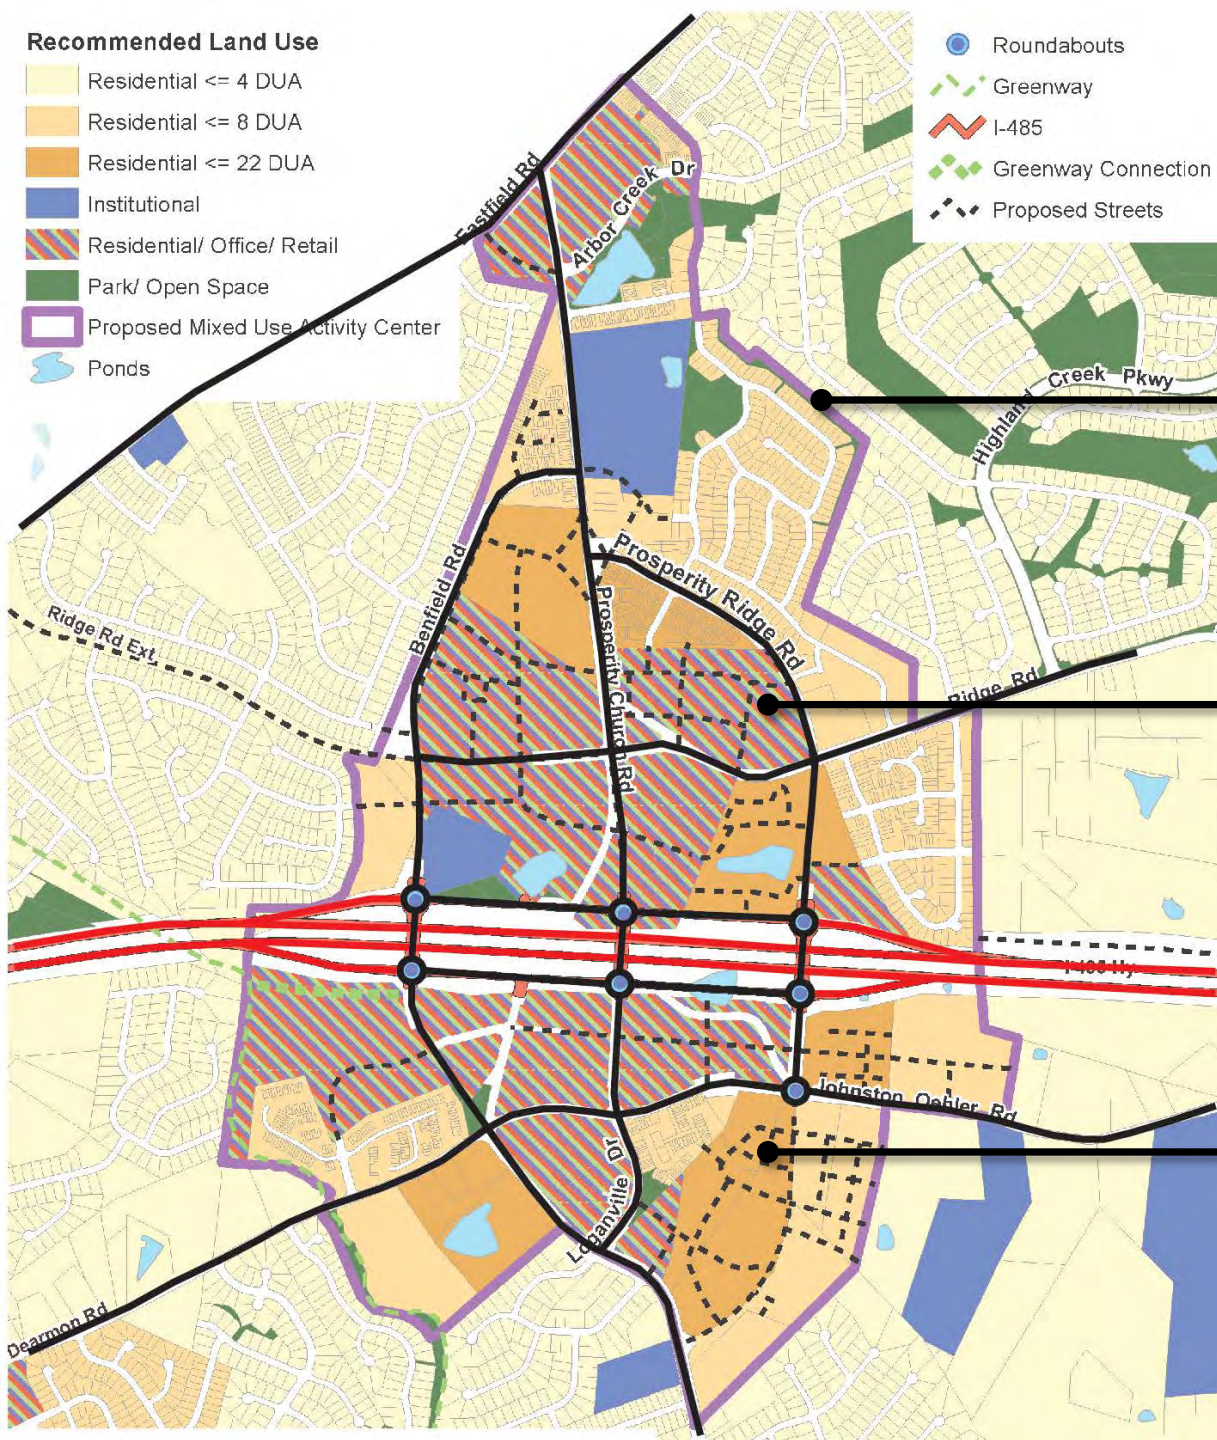 Recommended Land Use
Residential <= 4 DUA
Residential <= 8 DUA
Residential <= 22 DUA
Institutional
Residential/ Office/ Retail
Park/ Open Space
Proposed Mixed Use Activity Center
Ponds
Roundabouts
Greenway
I-485
Greenway Connection
Proposed Streets
Eastfield Rd
Arbor Creek Dr
Highland Creek Pkwy
Benfield Rd
Prosperity Ridge Rd
Ridge Rd Ext
Prosperity Church Rd
Ridge Rd
I-485 Hy
Johnston Oehler Rd
Loganville Dr
Dearmon Rd